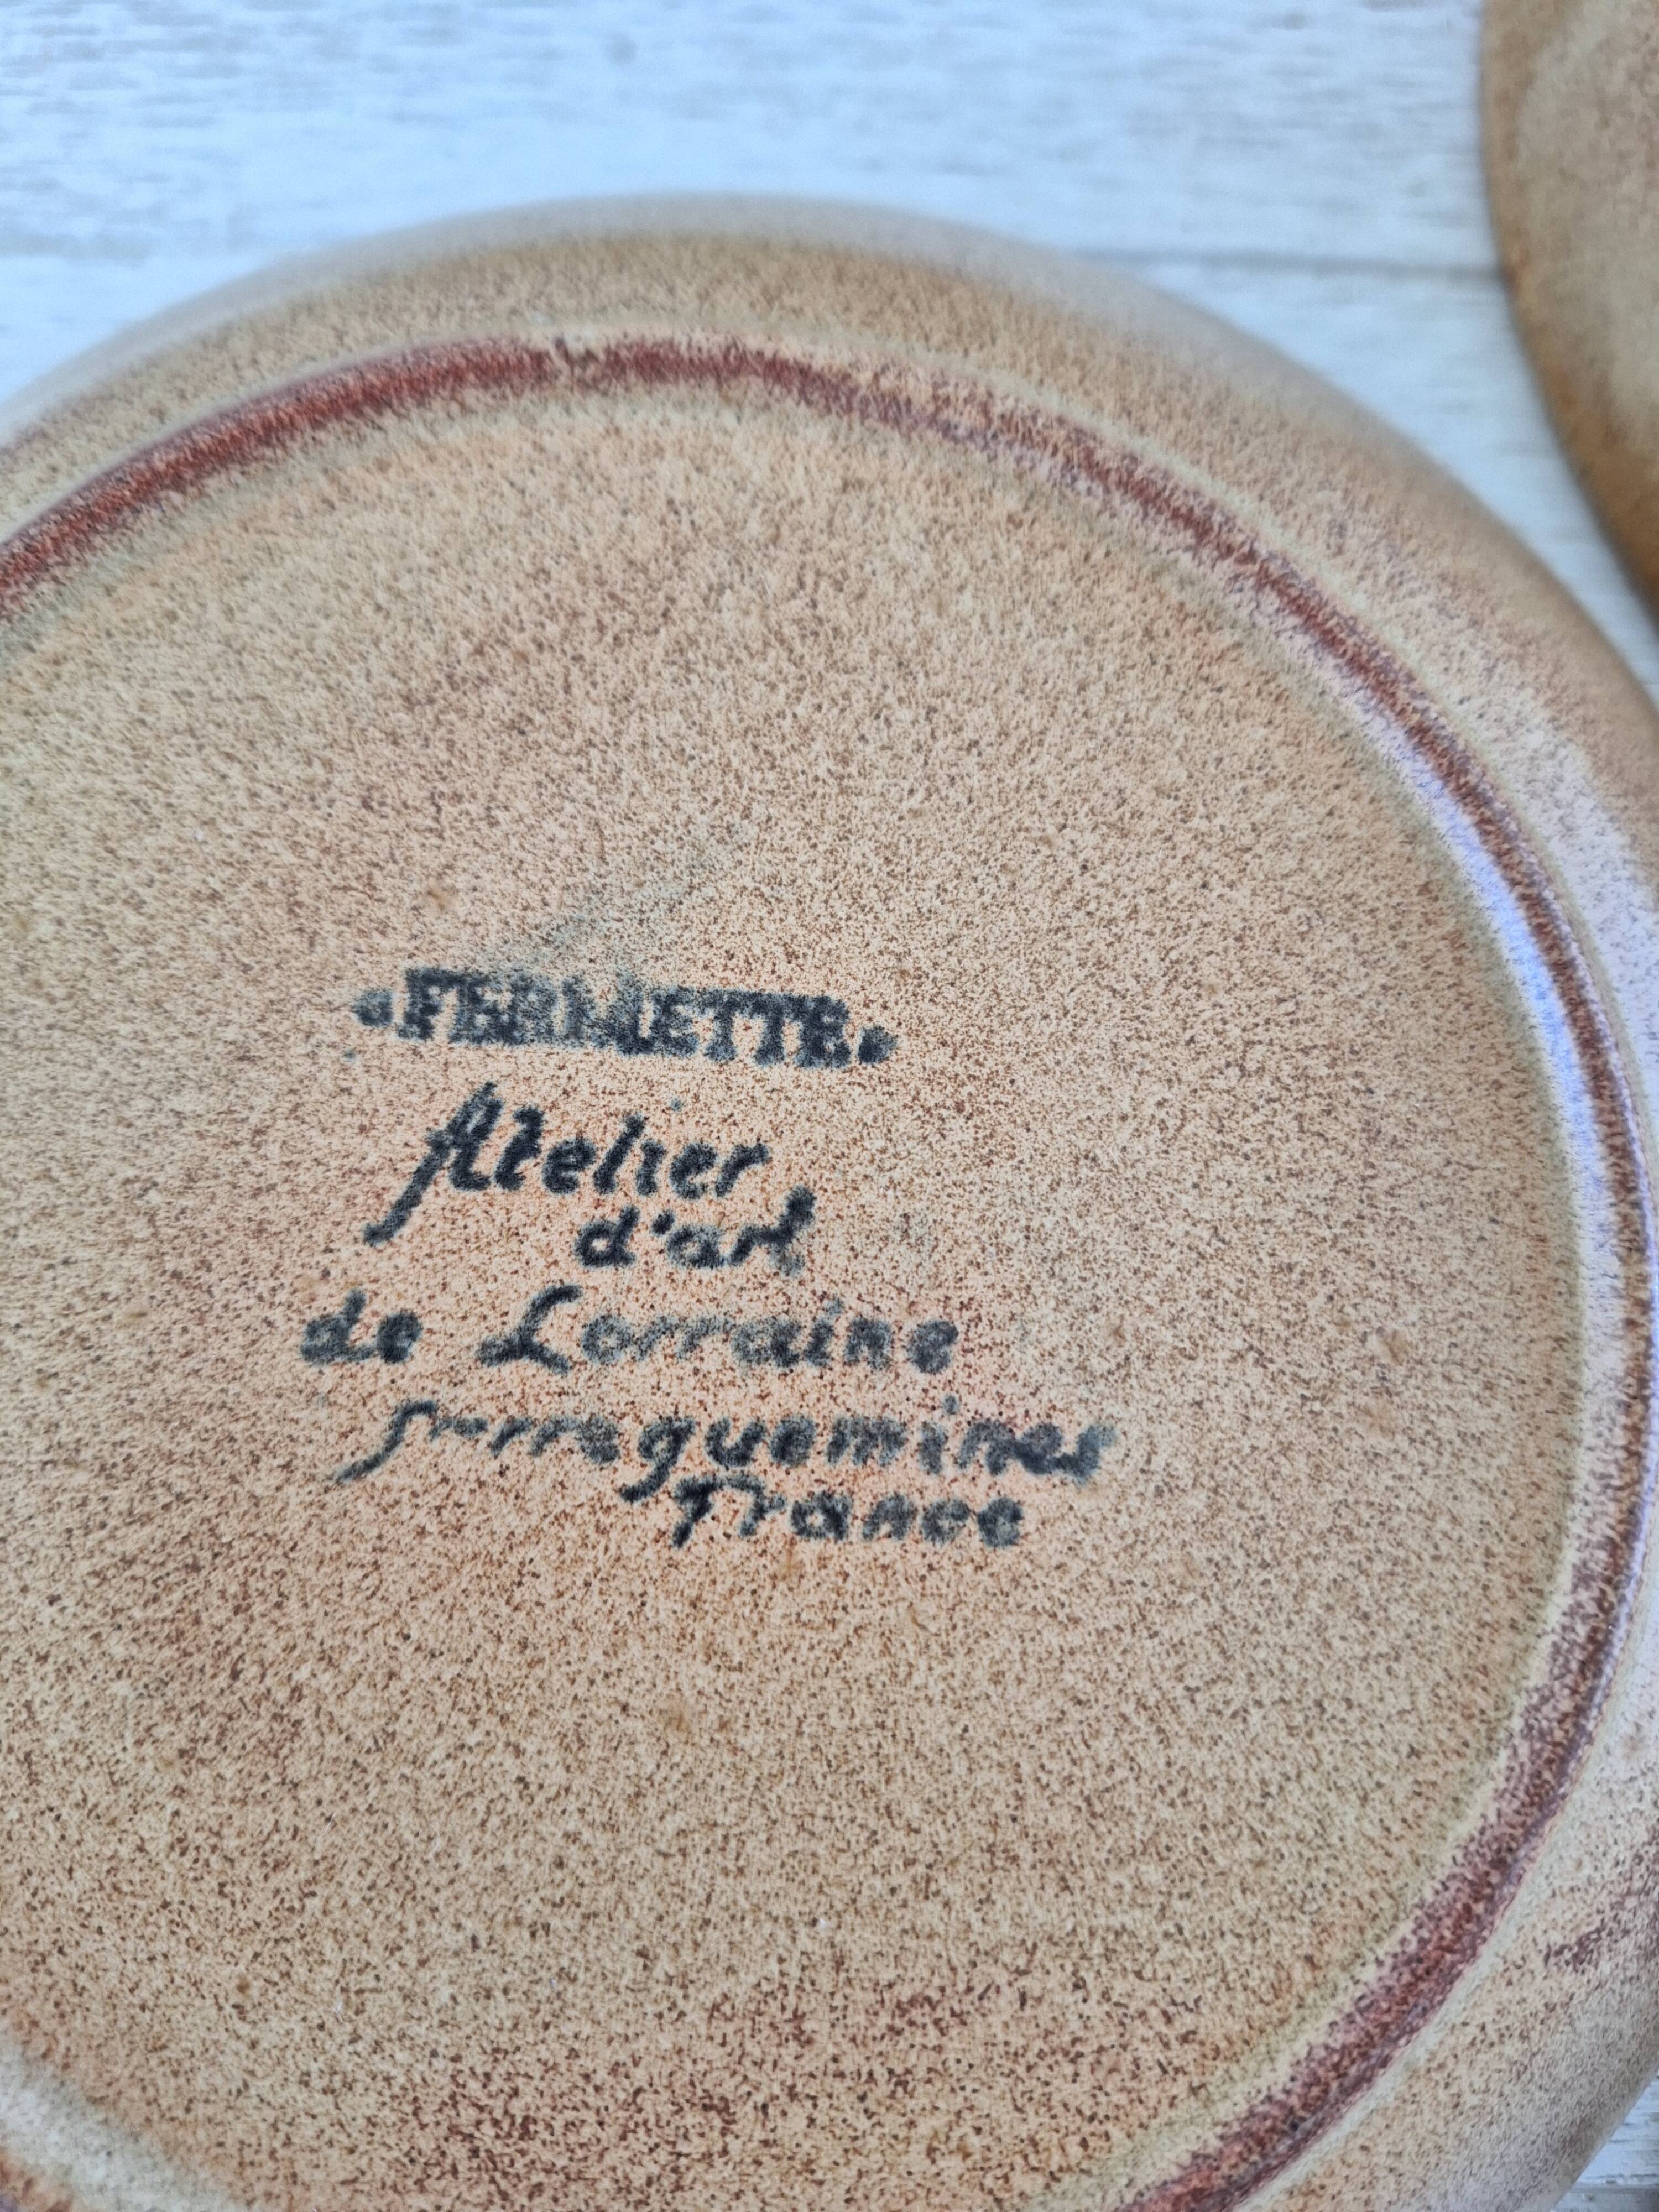 «FERMETTE»
Atelier
d'art
de Lorraine
Sarreguemines
France